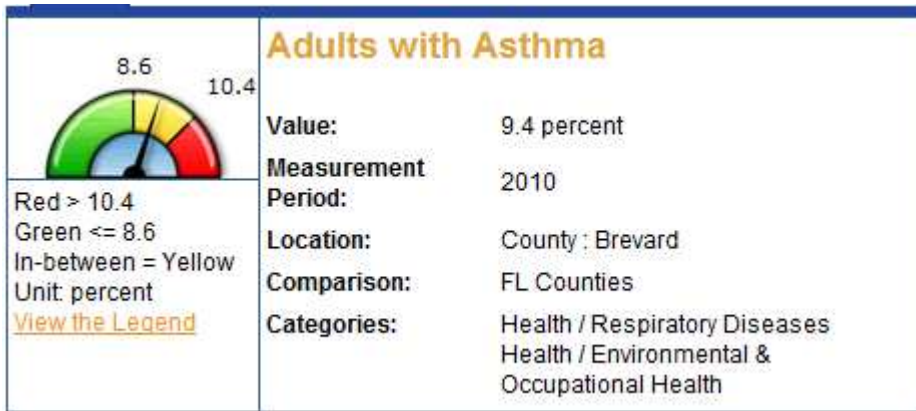 8.6
10.4
Red > 10.4
Green <= 8.6
In-between = Yellow
Unit: percent
View the Legend
Adults with Asthma
Value: 9.4 percent
Measurement
Period: 2010
Location: County : Brevard
Comparison: FL Counties
Categories: Health / Respiratory Diseases
Health / Environmental &
Occupational Health